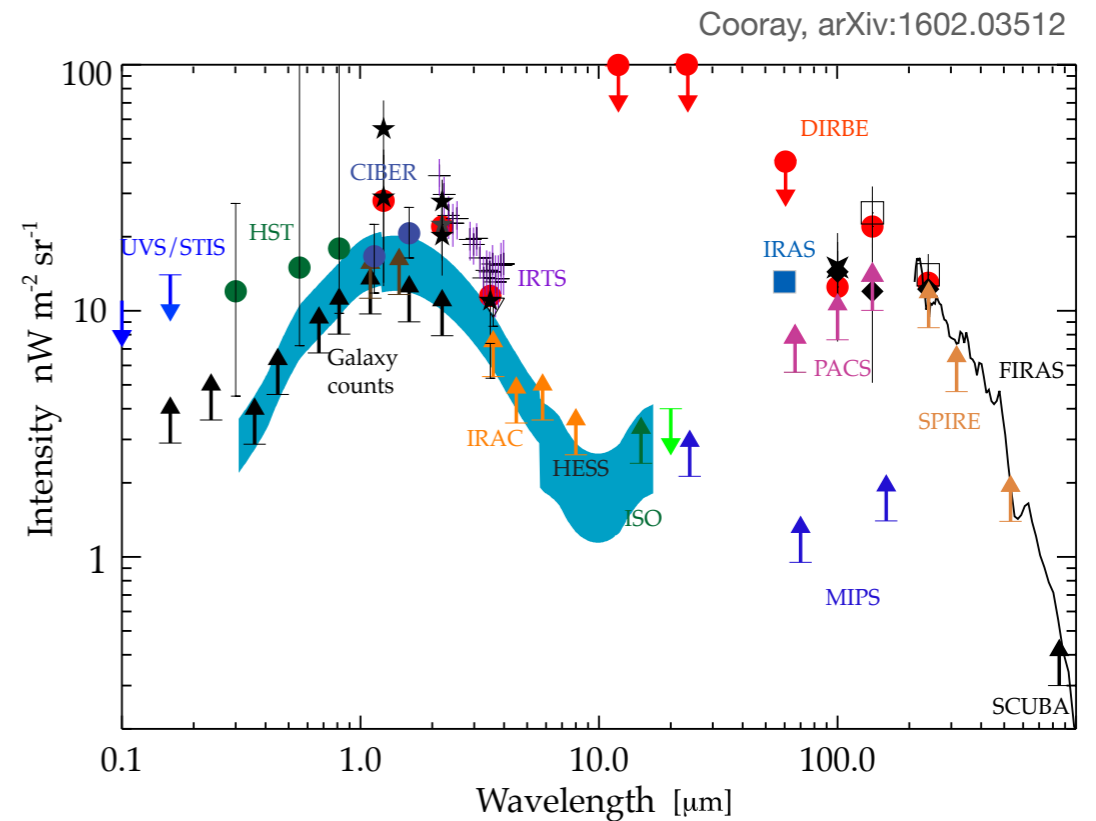 Cooray, arXiv:1602.03512
100
10
1
Intensity nW m-2 sr-1
UVS/STIS
HST
CIBER
IRTS
Galaxy
counts
IRAC
HESS
ISO
DIRBE
IRAS
PACS
FIRAS
SPIRE
MIPS
SCUBA
0.1 1.0 10.0 100.0
Wavelength [μm]